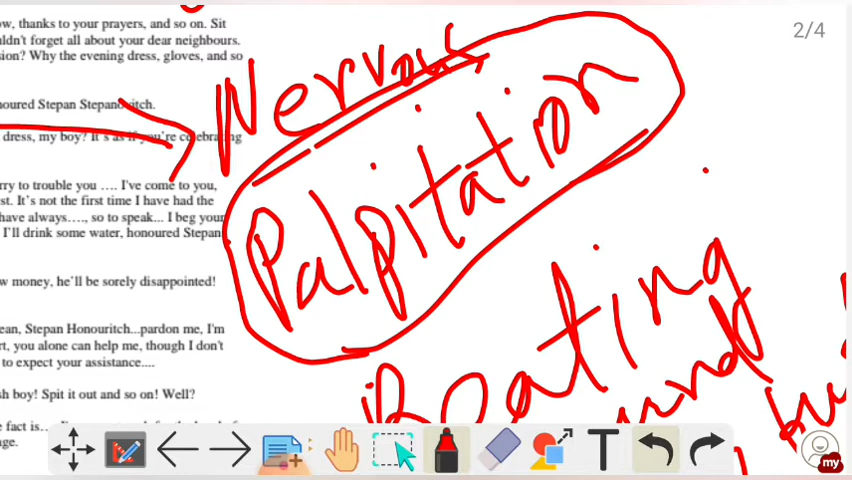 2/4
ow, thanks to your prayers, and so on. Sit
uldn't forget all about your dear neighbours.
sion? Why the evening dress, gloves, and so
noured Stepan Stepanovitch.
dress, my boy? It's as if you're celebrating
rry to trouble you …. I've come to you,
st. It's not the first time I have had the
have always…., so to speak... I beg your
I'll drink some water, honoured Stepan
w money, he'll be sorely disappointed!
ean, Stepan Honouritch...pardon me, I'm
rt, you alone can help me, though I don't
to expect your assistance....
sh boy! Spit it out and so on! Well?
e fact is..
age.
Nervous
Palpitation
Beating
T
my